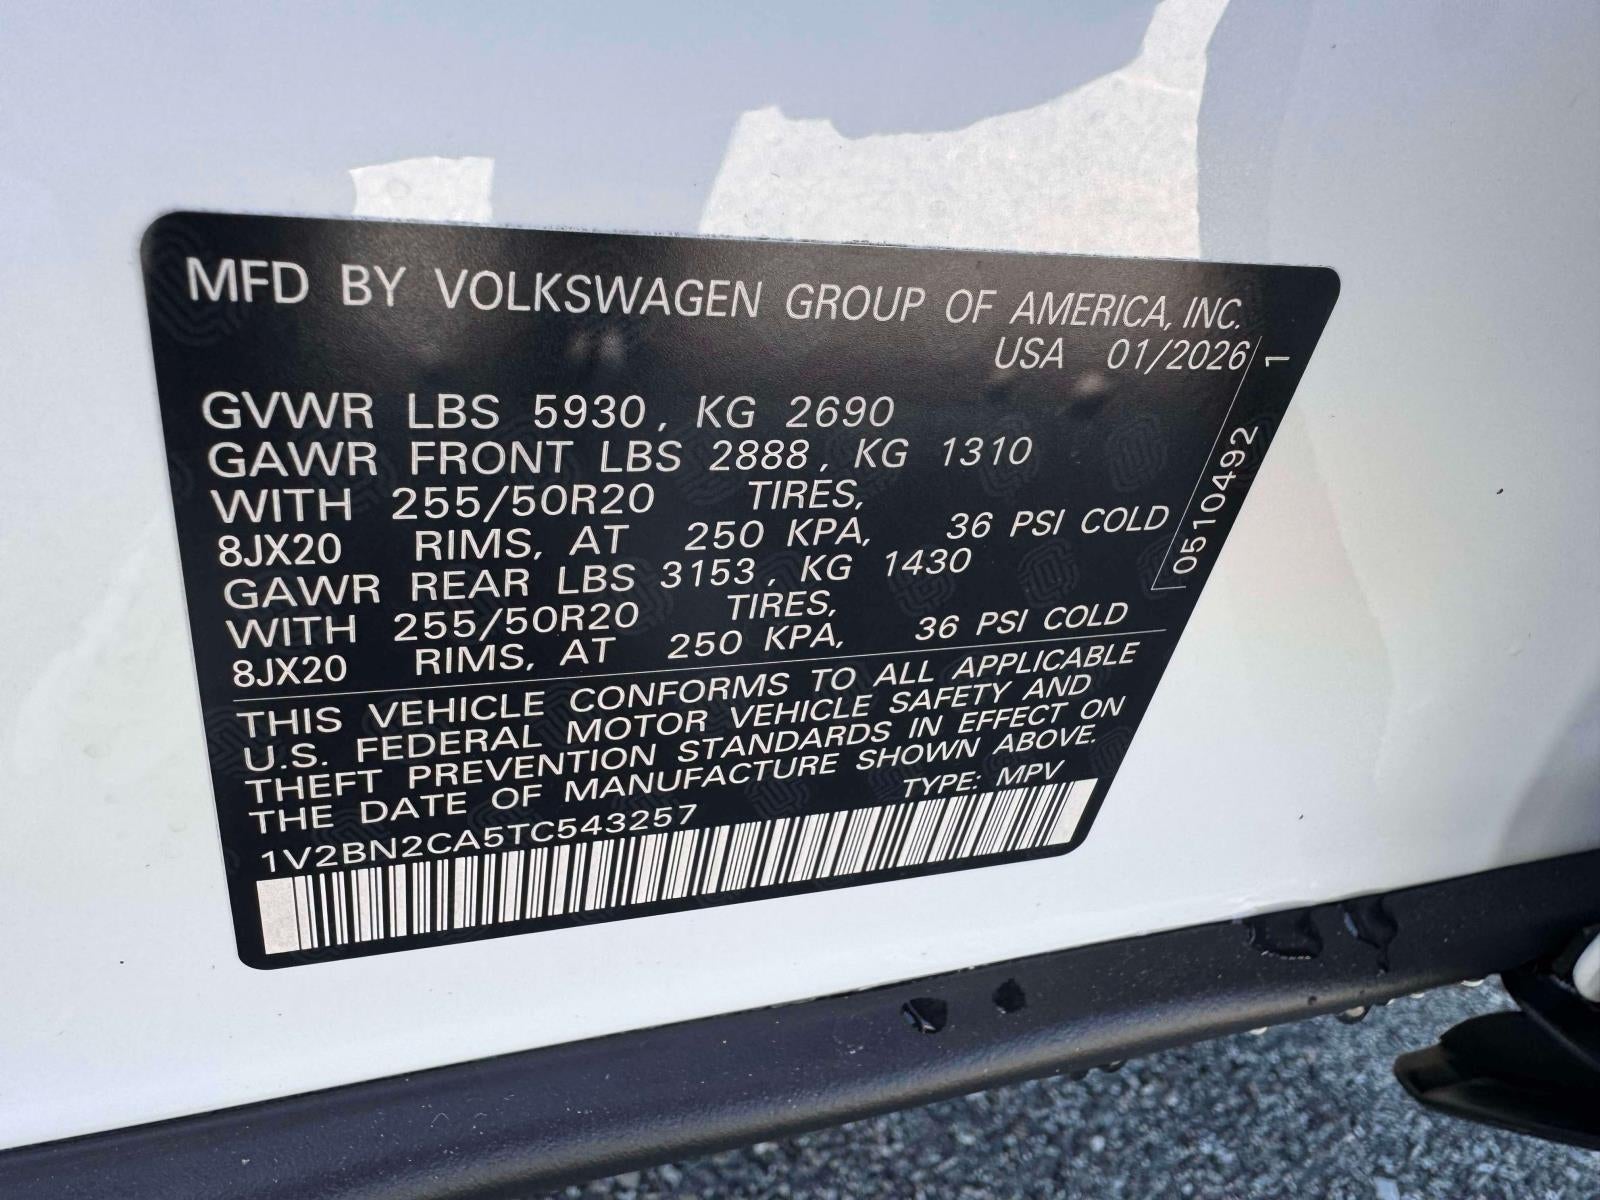 MFD BY VOLKSWAGEN GROUP OF AMERICA, INC.
USA 01/2026
1
GVWR LBS 5930, KG 2690
GAWR FRONT LBS 2888, KG 1310
WITH 255/50R20 TIRES,
8JX20 RIMS, AT 250 KPA, 36 PSI COLD
GAWR REAR LBS 3153, KG 1430
WITH 255/50R20 TIRES,
8JX20 RIMS, AT 250 KPA, 36 PSI COLD
0510492
THIS VEHICLE CONFORMS TO ALL APPLICABLE
U.S. FEDERAL MOTOR VEHICLE SAFETY AND
THEFT PREVENTION STANDARDS IN EFFECT ON
THE DATE OF MANUFACTURE SHOWN ABOVE.
1V2BN2CA5TC543257 TYPE: MPV